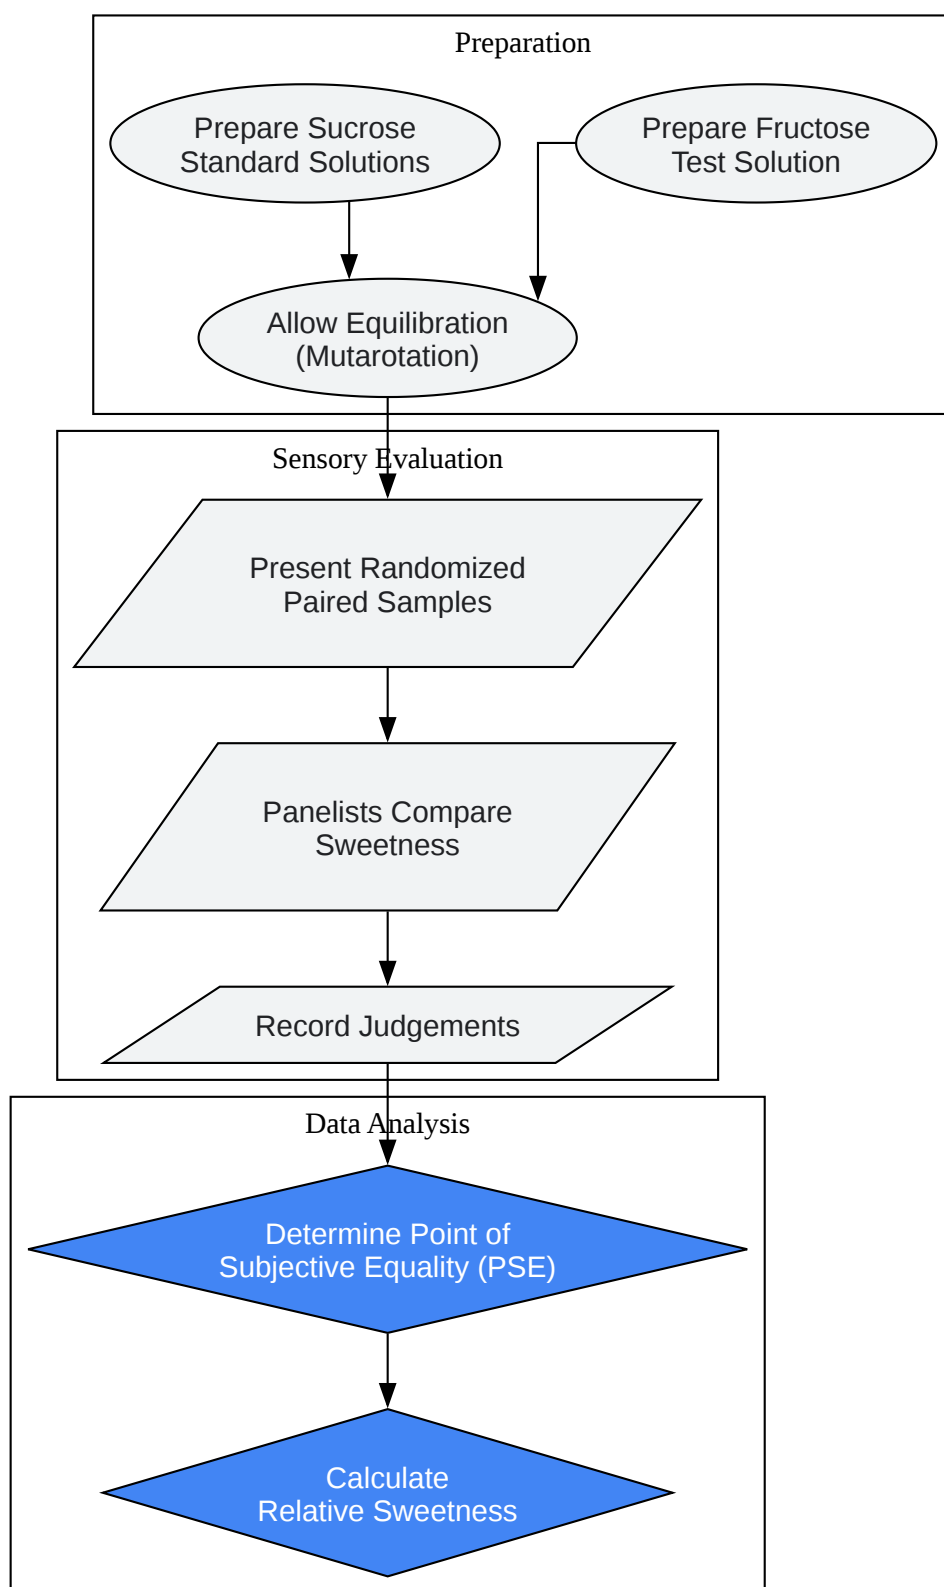 Preparation
Prepare Sucrose
Standard Solutions
Prepare Fructose
Test Solution
Allow Equilibration
(Mutarotation)
Sensory Evaluation
Present Randomized
Paired Samples
Panelists Compare
Sweetness
Record Judgements
Data Analysis
Determine Point of
Subjective Equality (PSE)
Calculate
Relative Sweetness